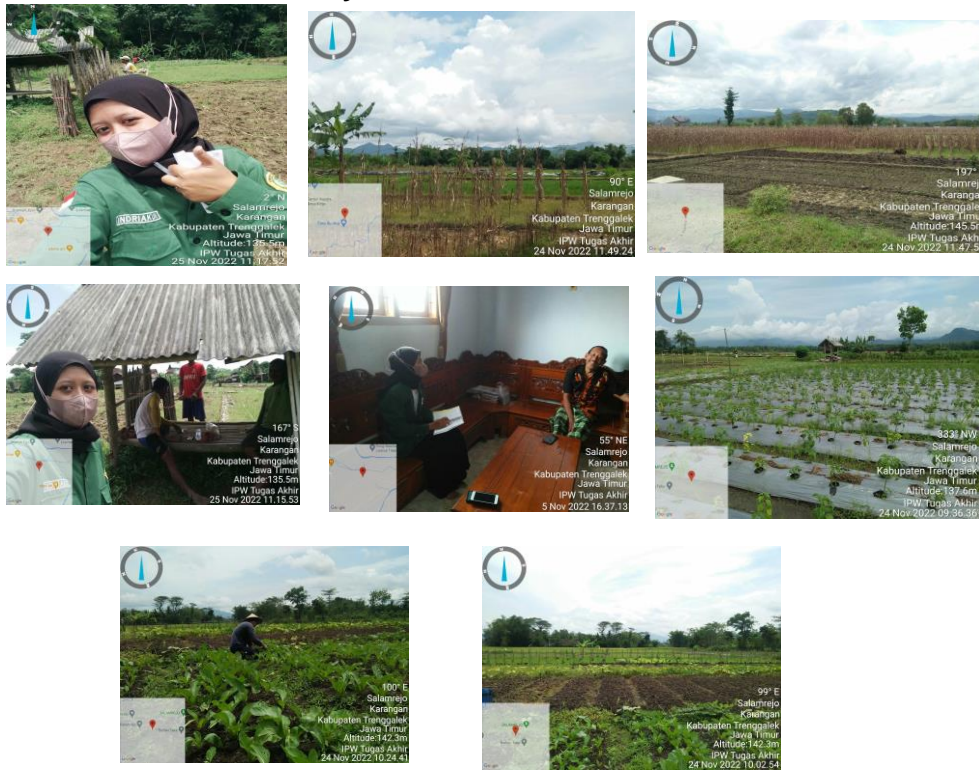 INDRIAKO
2° N
Salamrejo
Karangan
Kabupaten Trenggalek
Jawa Timur
Altitude:135.5m
IPW Tugas Akhir
25 Nov 2022 11.17.52
90° E
Salamrejo
Karangan
Kabupaten Trenggalek
Jawa Timur
IPW Tugas Akhir
24 Nov 2022 11.49.24
197°
Salamrejo
Karangan
Kabupaten Trenggalek
Jawa Timur
Altitude:145.5m
IPW Tugas Akhir
24 Nov 2022 11.47.5
167° S
Salamrejo
Karangan
Kabupaten Trenggalek
Jawa Timur
Altitude:135.5m
IPW Tugas Akhir
25 Nov 2022 11.15.53
55° NE
Salamrejo
Karangan
Kabupaten Trenggalek
Jawa Timur
IPW Tugas Akhir
5 Nov 2022 16.37.13
333° NW
Salamrejo
Karangan
Kabupaten Trenggalek
Jawa Timur
Altitude:137.6m
IPW Tugas Akhir
24 Nov 2022 09.36.36
100° E
Salamrejo
Karangan
Kabupaten Trenggalek
Jawa Timur
Altitude:142.3m
IPW Tugas Akhir
24 Nov 2022 10.24.41
99° E
Salamrejo
Karangan
Kabupaten Trenggalek
Jawa Timur
Altitude:142.3m
IPW Tugas Akhir
24 Nov 2022 10.02.54